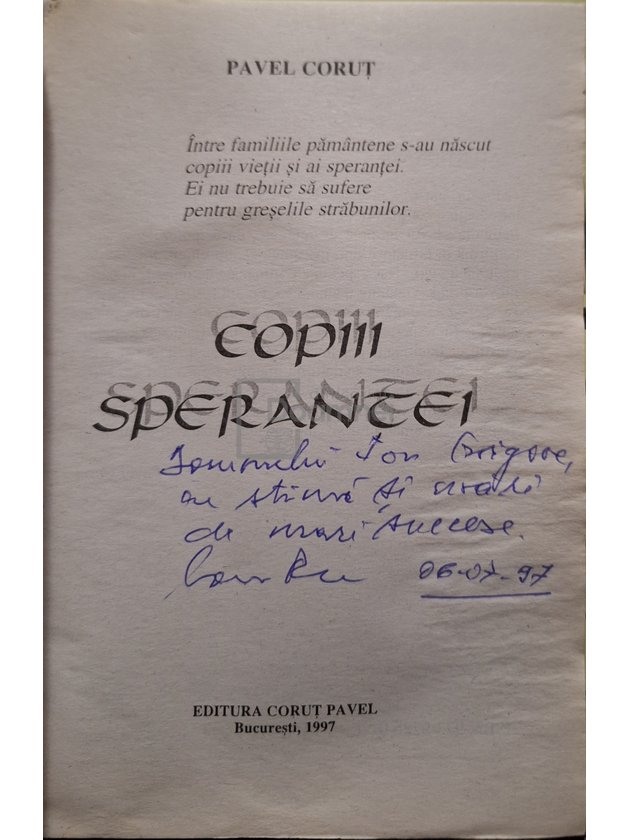 PAVEL CORUȚ
Între familiile pământene s-au născut
copiii vieții și ai speranței.
Ei nu trebuie să sufere
pentru greșelile străbunilor.
COPIII
SPERANTEI
Domnului Ion Grigore,
cu stimă și urări
de mari succese.
06-07-97
EDITURA CORUȚ PAVEL
București, 1997